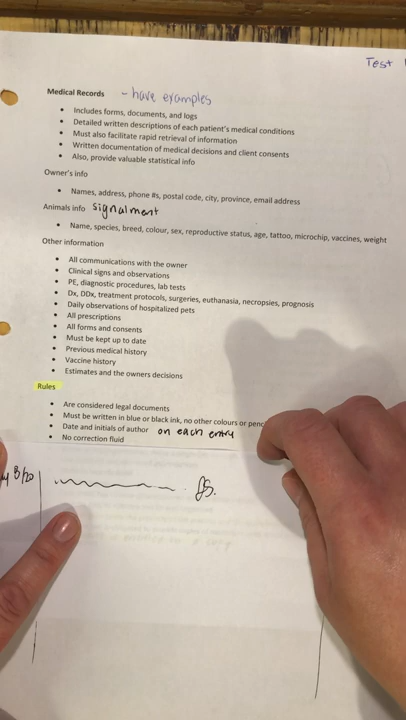 Test
Medical Records - have examples
Includes forms, documents, and logs
Detailed written descriptions of each patient's medical conditions
Must also facilitate rapid retrieval of information
Written documentation of medical decisions and client consents
Also, provide valuable statistical info
Owner's info
Names, address, phone #s, postal code, city, province, email address
Animals info signalment
Name, species, breed, colour, sex, reproductive status, age, tattoo, microchip, vaccines, weight
Other information
All communications with the owner
Clinical signs and observations
PE, diagnostic procedures, lab tests
Dx, DDx, treatment protocols, surgeries, euthanasia, necropsies, prognosis
Daily observations of hospitalized pets
All prescriptions
All forms and consents
Must be kept up to date
Previous medical history
Vaccine history
Estimates and the owners decisions
Rules
Are considered legal documents
Must be written in blue or black ink, no other colours or penc
Date and initials of author on each entry
No correction fluid